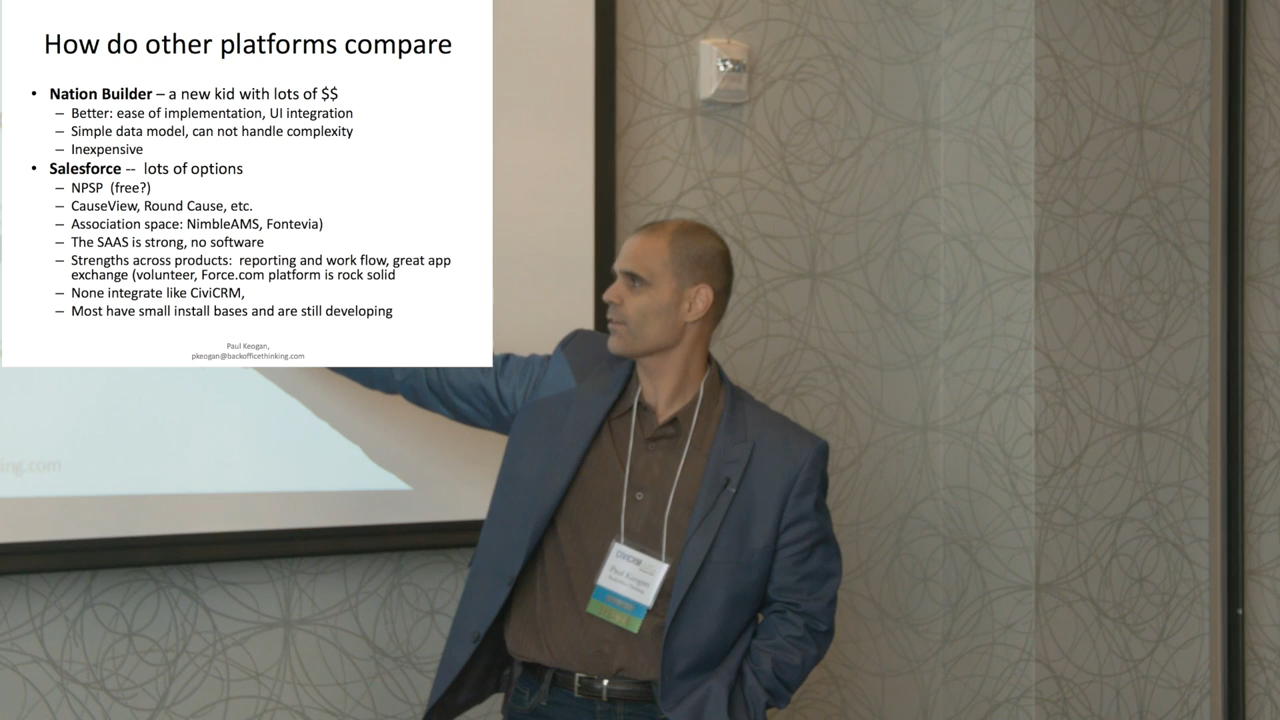 How do other platforms compare
• Nation Builder – a new kid with lots of $$
– Better: ease of implementation, UI integration
– Simple data model, can not handle complexity
– Inexpensive
• Salesforce -- lots of options
– NPSP (free?)
– CauseView, Round Cause, etc.
– Association space: NimbleAMS, Fontevia)
– The SAAS is strong, no software
– Strengths across products: reporting and work flow, great app
exchange (volunteer, Force.com platform is rock solid
– None integrate like CiviCRM,
– Most have small install bases and are still developing
Paul Keogan,
pkeogan@backofficethinking.com
ing.com
CIVICRM
Paul Keogan